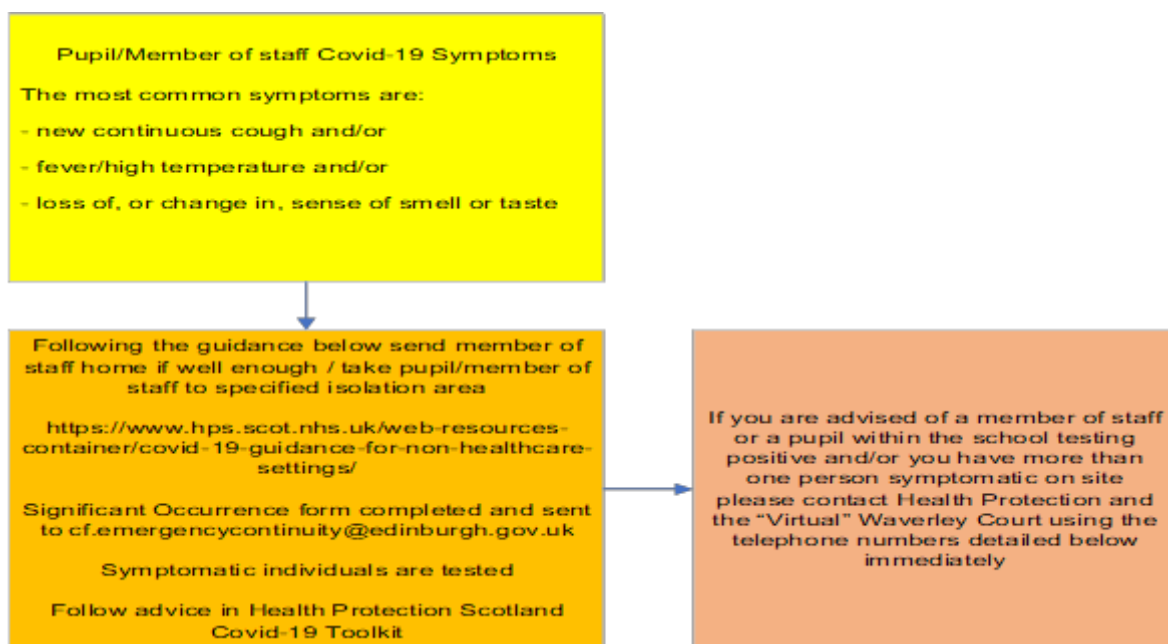 Pupil/Member of staff Covid-19 Symptoms
The most common symptoms are:
- new continuous cough and/or
- fever/high temperature and/or
- loss of, or change in, sense of smell or taste
Following the guidance below send member of
staff home if well enough / take pupil/member of
staff to specified isolation area
https://www.hps.scot.nhs.uk/web-resources-
container/covid-19-guidance-for-non-healthcare-
settings/
Significant Occurrence form completed and sent
to cf.emergencycontinuity@edinburgh.gov.uk
Symptomatic individuals are tested
Follow advice in Health Protection Scotland
Covid-19 Toolkit
If you are advised of a member of staff
or a pupil within the school testing
positive and/or you have more than
one person symptomatic on site
please contact Health Protection and
the “Virtual” Waverley Court using the
telephone numbers detailed below
immediately